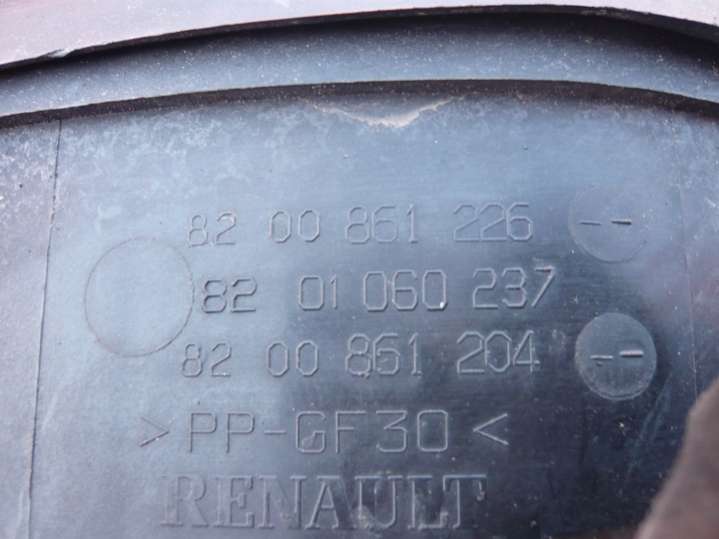 82 00 861 226 --
82 01 060 237
82 00 861 204 --
>PP-GF30<
RENAULT